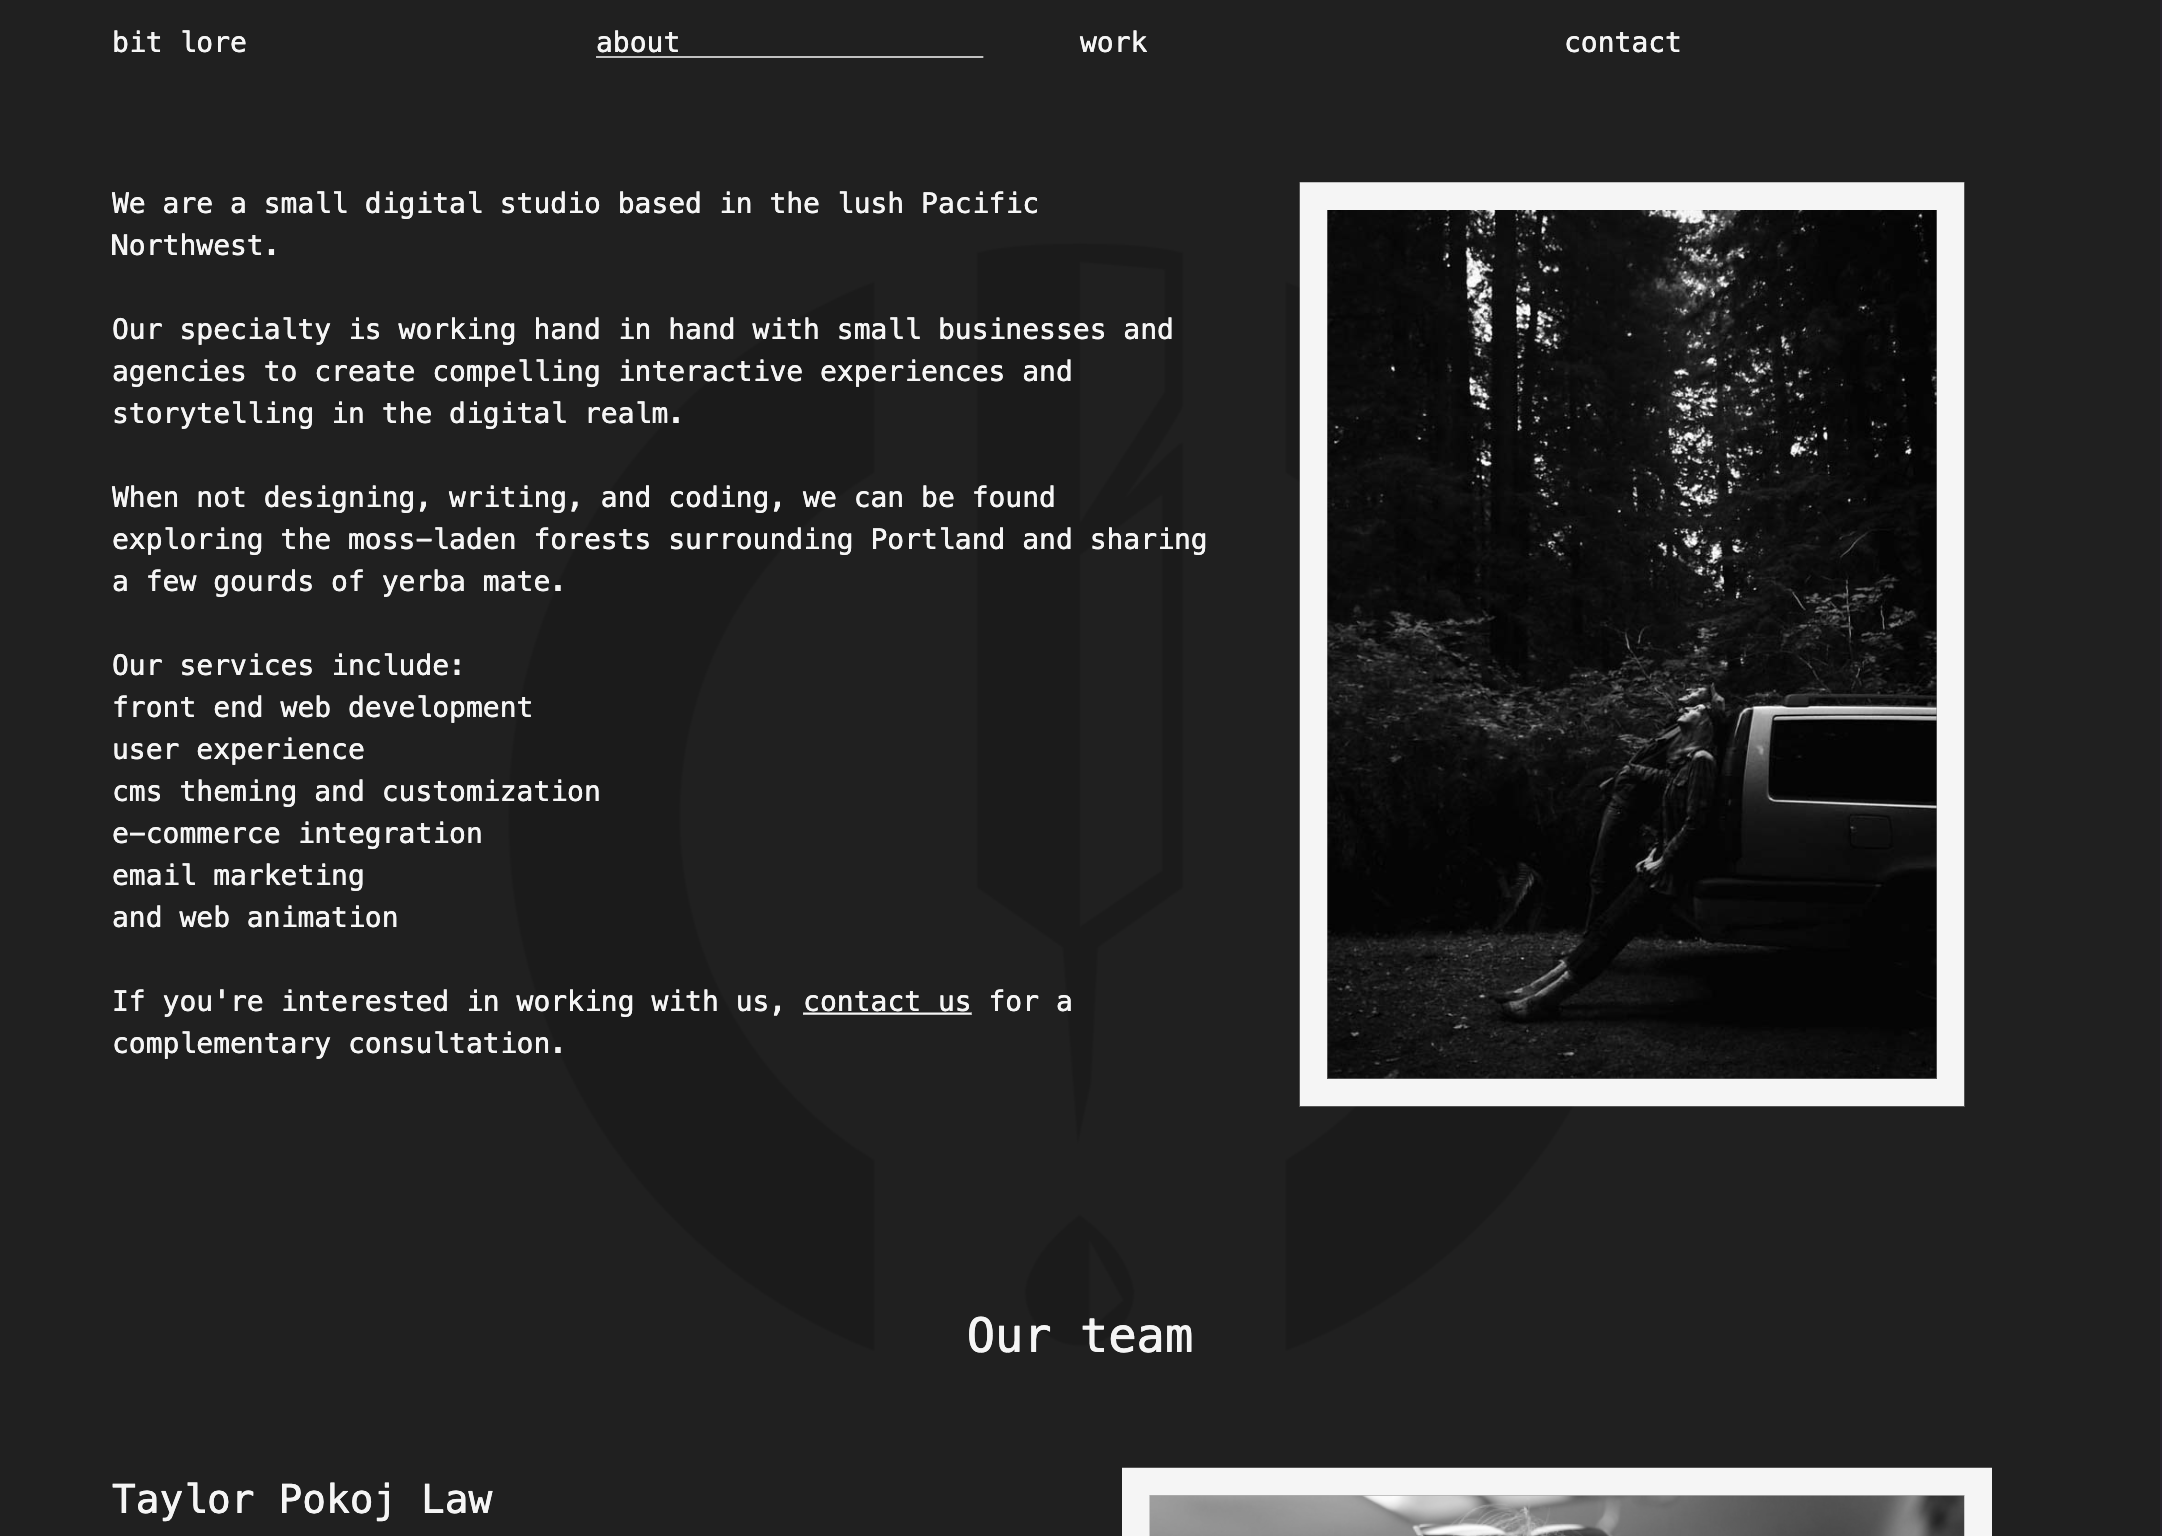 bit lore
about
work
contact
We are a small digital studio based in the lush Pacific
Northwest.
Our specialty is working hand in hand with small businesses and
agencies to create compelling interactive experiences and
storytelling in the digital realm.
When not designing, writing, and coding, we can be found
exploring the moss-laden forests surrounding Portland and sharing
a few gourds of yerba mate.
Our services include:
front end web development
user experience
cms theming and customization
e-commerce integration
email marketing
and web animation
If you're interested in working with us, contact us for a
complementary consultation.
Our team
Taylor Pokoj Law